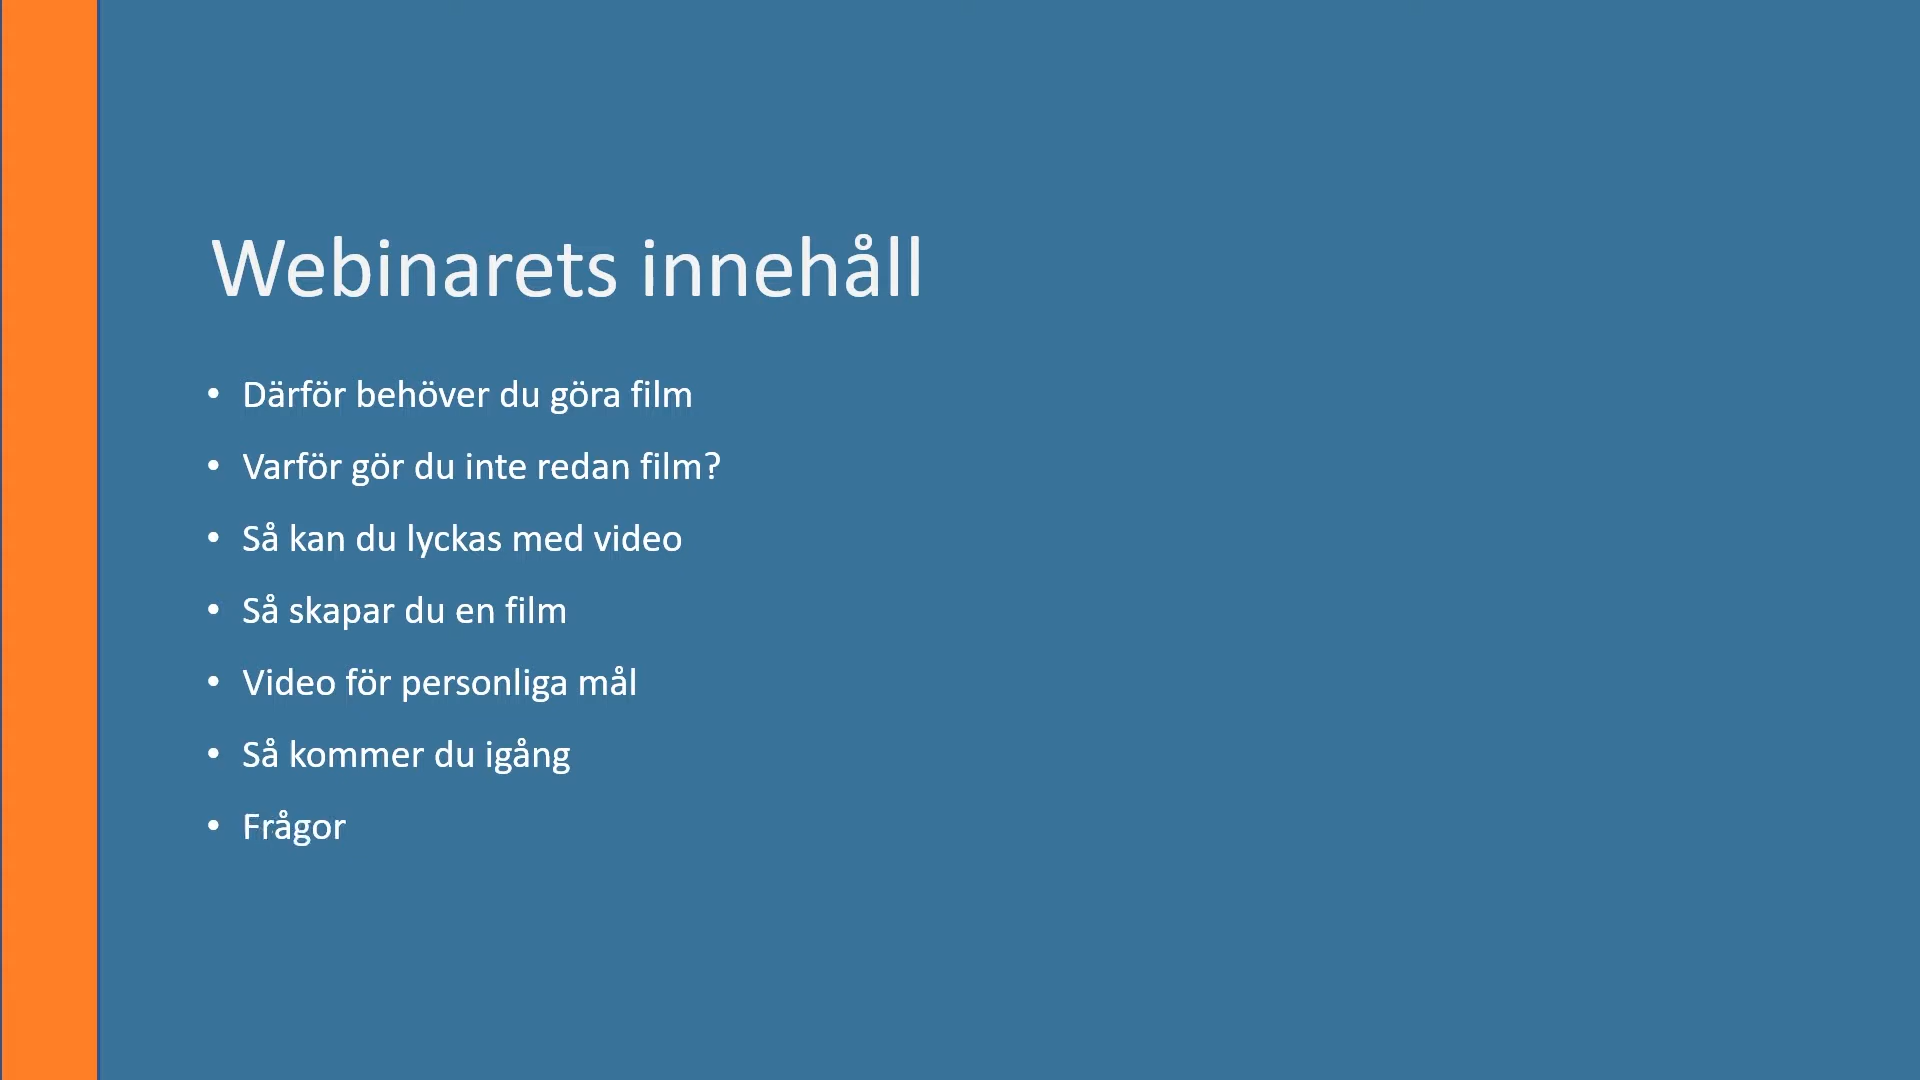 Webinarets innehåll
• Därför behöver du göra film
• Varför gör du inte redan film?
• Så kan du lyckas med video
• Så skapar du en film
• Video för personliga mål
• Så kommer du igång
• Frågor